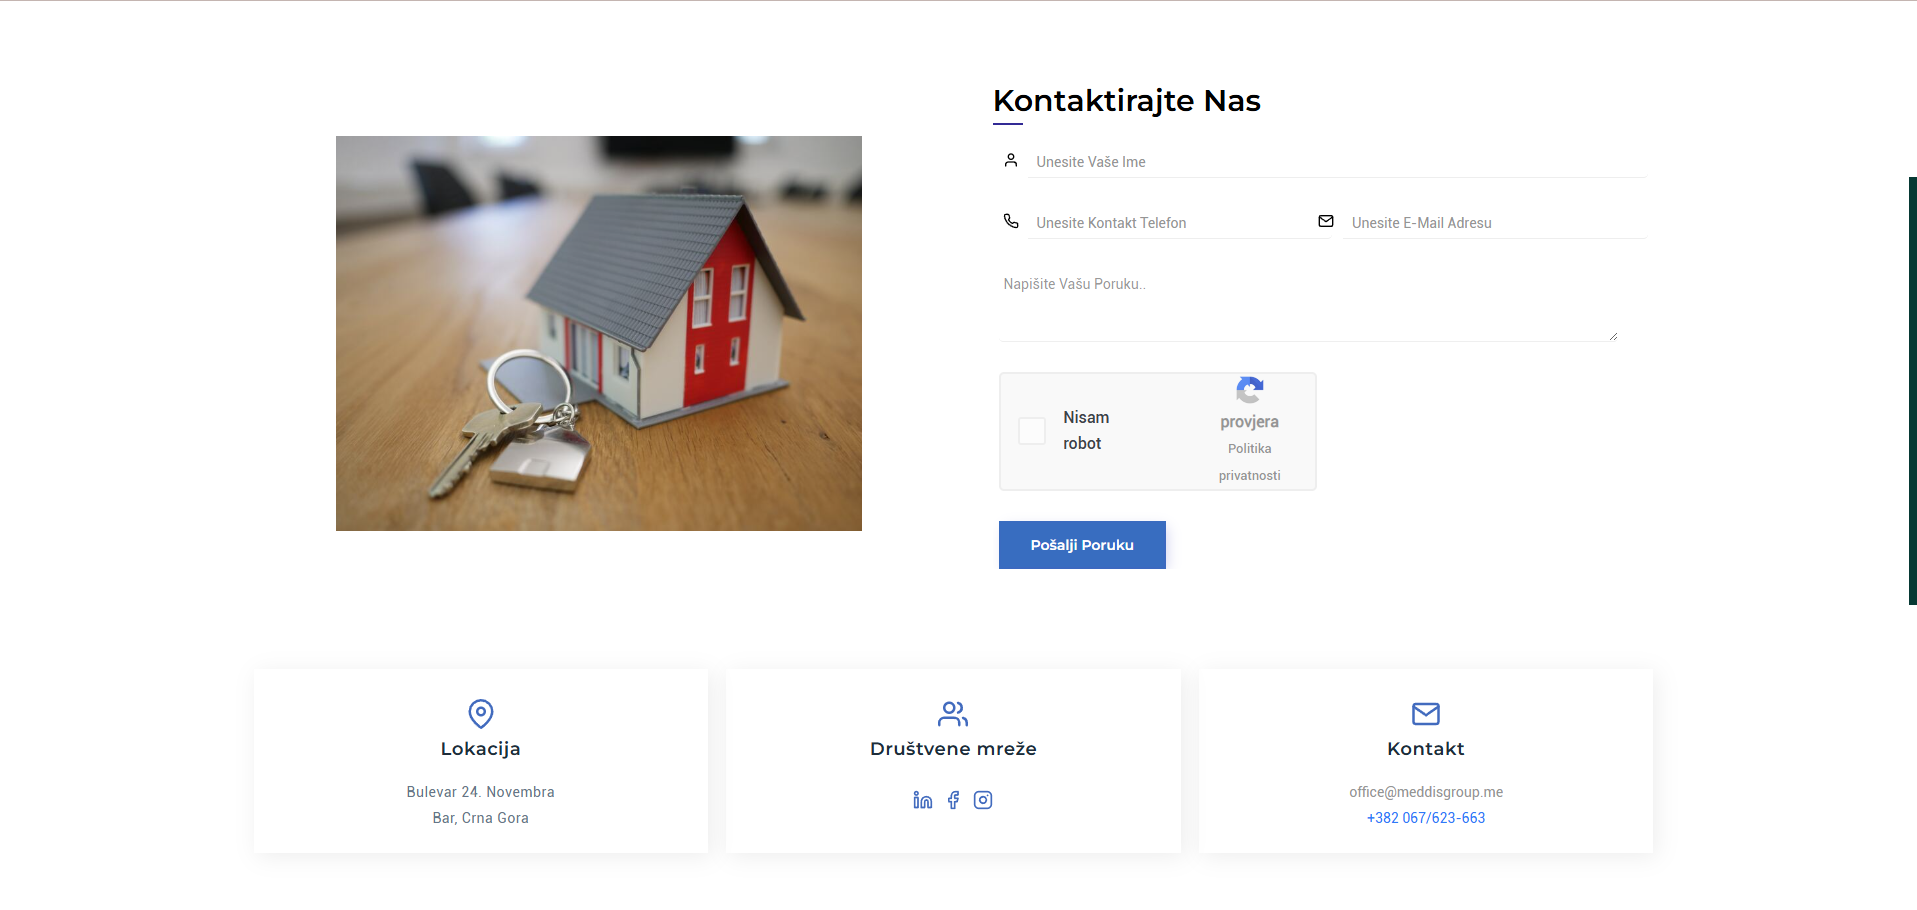 Kontaktirajte Nas
Unesite Vaše Ime
Unesite Kontakt Telefon
Unesite E-Mail Adresu
Napišite Vašu Poruku..
Nisam
robot
provjera
Politika
privatnosti
Pošalji Poruku
Lokacija
Bulevar 24. Novembra
Bar, Crna Gora
Društvene mreže
Kontakt
office@meddisgroup.me
+382 067/623-663